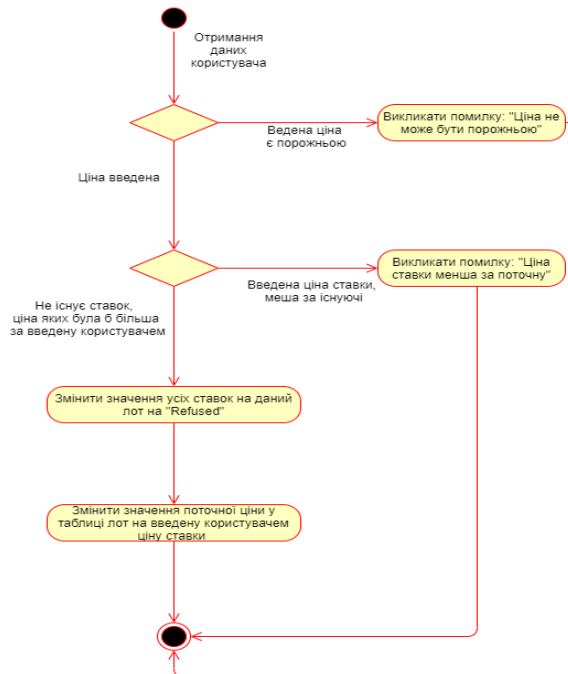 Отримання
даних
користувача
Викликати помилку: "Ціна не
може бути порожньою"
Ведена ціна
є порожньою
Ціна введена
Викликати помилку: "Ціна
ставки менша за поточну"
Введена ціна ставки,
меша за існуючі
Не існує ставок,
ціна яких була б більша
за введену користувачем
Змінити значення усіх ставок на даний
лот на "Refused"
Змінити значення поточної ціни у
таблиці лот на введену користувачем
ціну ставки